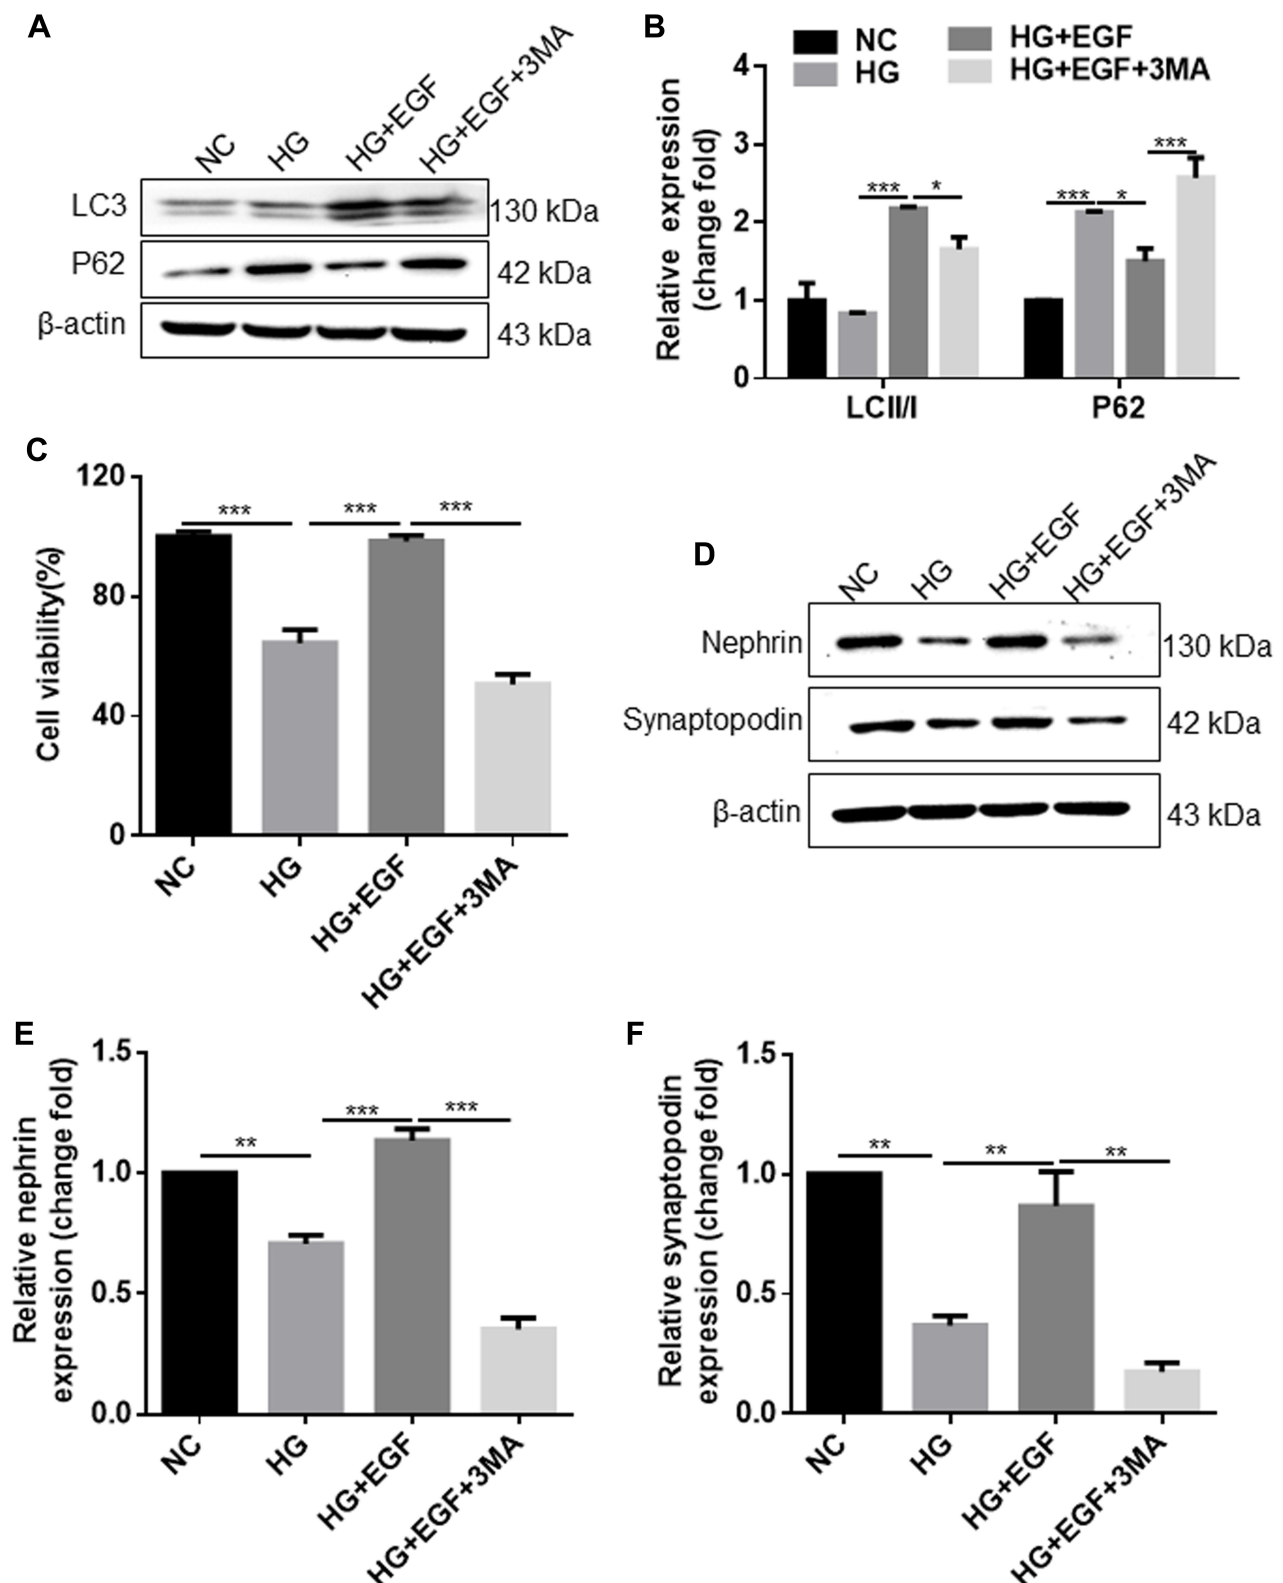 A
NC
HG
HG+EGF
HG+EGF+3MA
LC3
130 kDa
P62
42 kDa
β-actin
43 kDa
B
NC
HG
HG+EGF
HG+EGF+3MA
Relative expression
(change fold)
4
3
2
1
0
***
*
***
*
***
LCII/I
P62
C
Cell viability(%)
120
80
40
0
***
***
***
NC
HG
HG+EGF
HG+EGF+3MA
D
NC
HG
HG+EGF
HG+EGF+3MA
Nephrin
130 kDa
Synaptopodin
42 kDa
β-actin
43 kDa
E
Relative nephrin
expression (change fold)
1.5
1.0
0.5
0.0
**
***
***
NC
HG
HG+EGF
HG+EGF+3MA
F
Relative synaptopodin
expression (change fold)
1.5
1.0
0.5
0.0
**
**
**
NC
HG
HG+EGF
HG+EGF+3MA